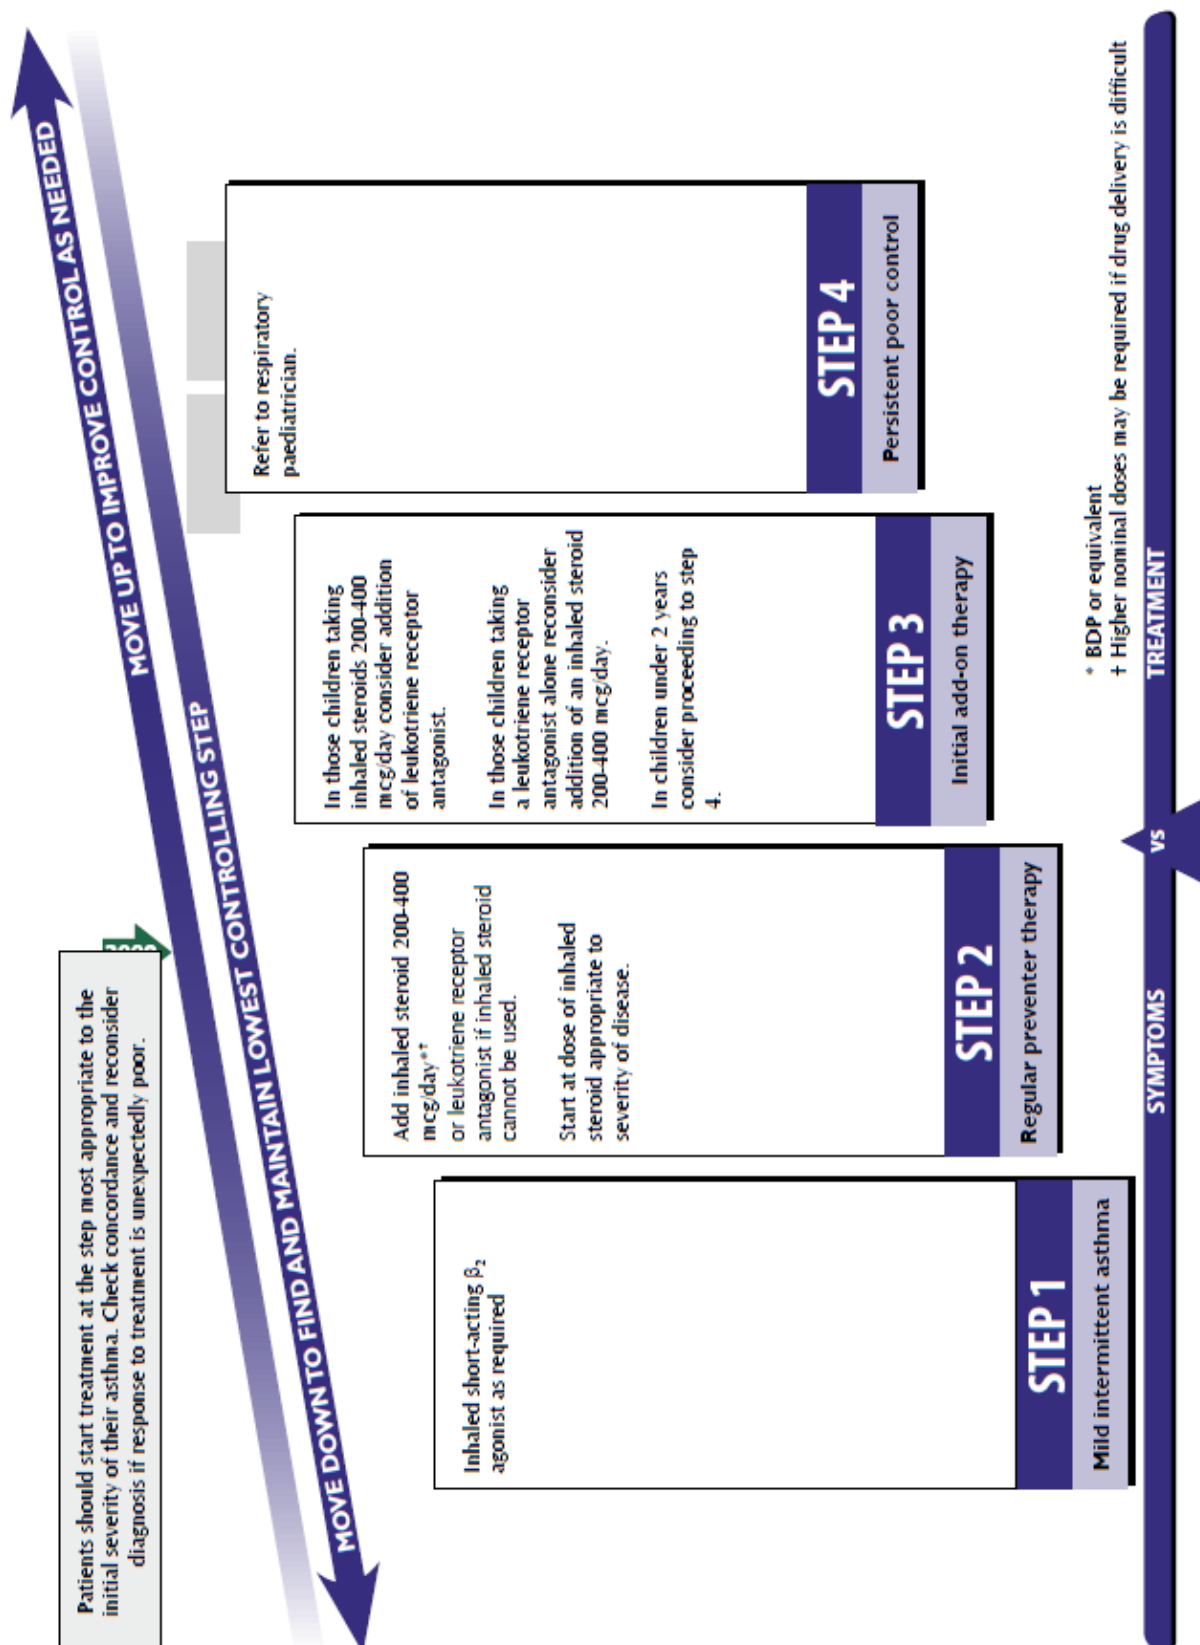 Patients should start treatment at the step most appropriate to the
initial severity of their asthma. Check concordance and reconsider
diagnosis if response to treatment is unexpectedly poor.
MOVE UP TO IMPROVE CONTROL AS NEEDED
MOVE DOWN TO FIND AND MAINTAIN LOWEST CONTROLLING STEP
Inhaled short-acting β₂
agonist as required
STEP 1
Mild intermittent asthma
Add inhaled steroid 200-400
mcg/day*†
or leukotriene receptor
antagonist if inhaled steroid
cannot be used.
Start at dose of inhaled
steroid appropriate to
severity of disease.
STEP 2
Regular preventer therapy
In those children taking
inhaled steroids 200-400
mcg/day consider addition
of leukotriene receptor
antagonist.
In those children taking
a leukotriene receptor
antagonist alone reconsider
addition of an inhaled steroid
200-400 mcg/day.
In children under 2 years
consider proceeding to step
4.
STEP 3
Initial add-on therapy
Refer to respiratory
paediatrician.
STEP 4
Persistent poor control
* BDP or equivalent
† Higher nominal doses may be required if drug delivery is difficult
SYMPTOMS vs TREATMENT